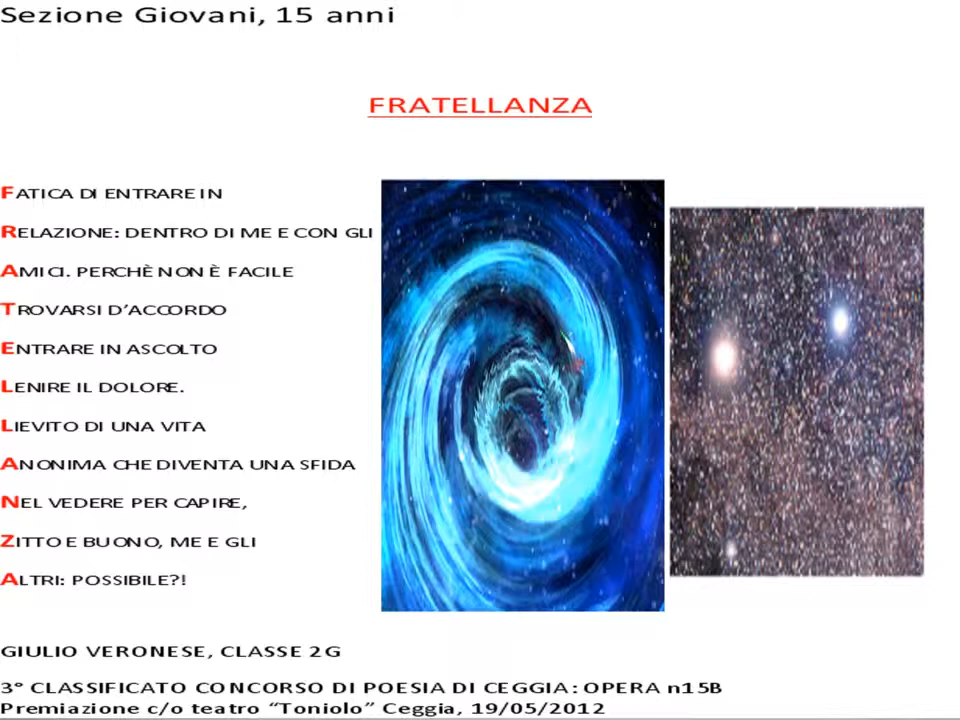 Sezione Giovani, 15 anni
FRATELLANZA
FATICA DI ENTRARE IN
RELAZIONE: DENTRO DI ME E CON GLI
AMICI. PERCHÈ NON È FACILE
TROVARSI D'ACCORDO
ENTRARE IN ASCOLTO
LENIRE IL DOLORE.
LIEVITO DI UNA VITA
ANONIMA CHE DIVENTA UNA SFIDA
NEL VEDERE PER CAPIRE,
ZITTO E BUONO, ME E GLI
ALTRI: POSSIBILE?!
GIULIO VERONESE, CLASSE 2G
3° CLASSIFICATO CONCORSO DI POESIA DI CEGGIA: OPERA n15B
Premiazione c/o teatro “Toniolo” Ceggia, 19/05/2012